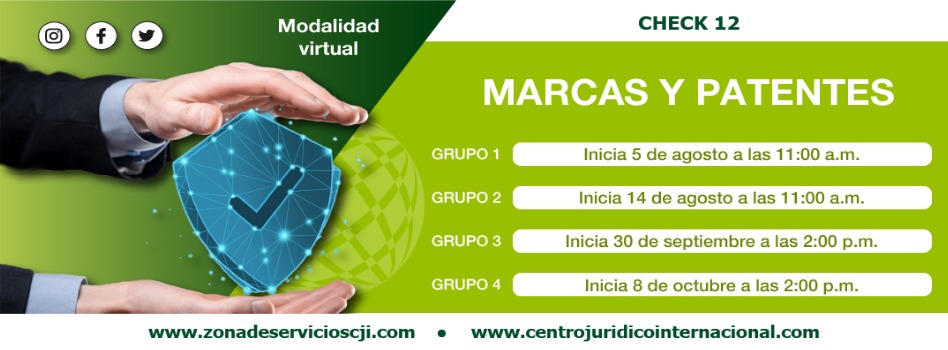 Modalidad
virtual
CHECK 12
MARCAS Y PATENTES
GRUPO 1 Inicia 5 de agosto a las 11:00 a.m.
GRUPO 2 Inicia 14 de agosto a las 11:00 a.m.
GRUPO 3 Inicia 30 de septiembre a las 2:00 p.m.
GRUPO 4 Inicia 8 de octubre a las 2:00 p.m.
www.zonadeservicioscji.com • www.centrojuridicointernacional.com